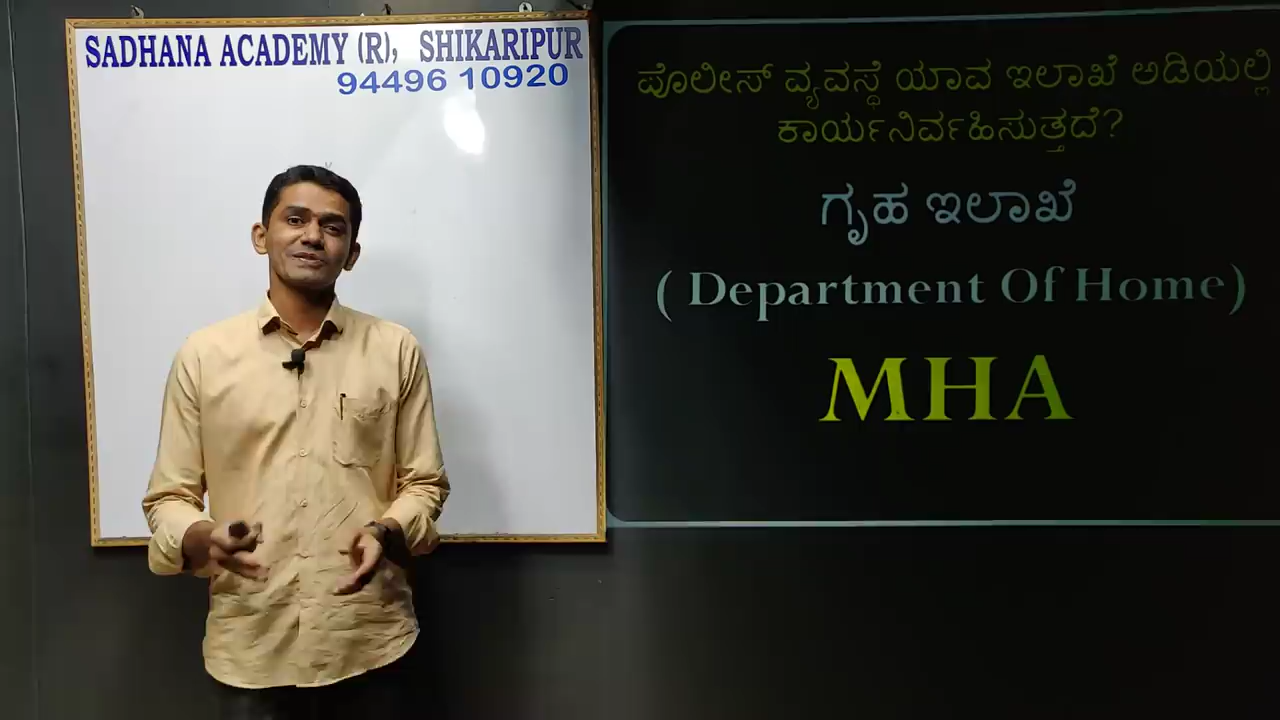 SADHANA ACADEMY (R), SHIKARIPUR
94496 10920
ಪೊಲೀಸ್ ವ್ಯವಸ್ಥೆ ಯಾವ ಇಲಾಖೆ ಅಡಿಯಲ್ಲಿ
ಕಾರ್ಯನಿರ್ವಹಿಸುತ್ತದೆ?
ಗೃಹ ಇಲಾಖೆ
( Department Of Home)
MHA